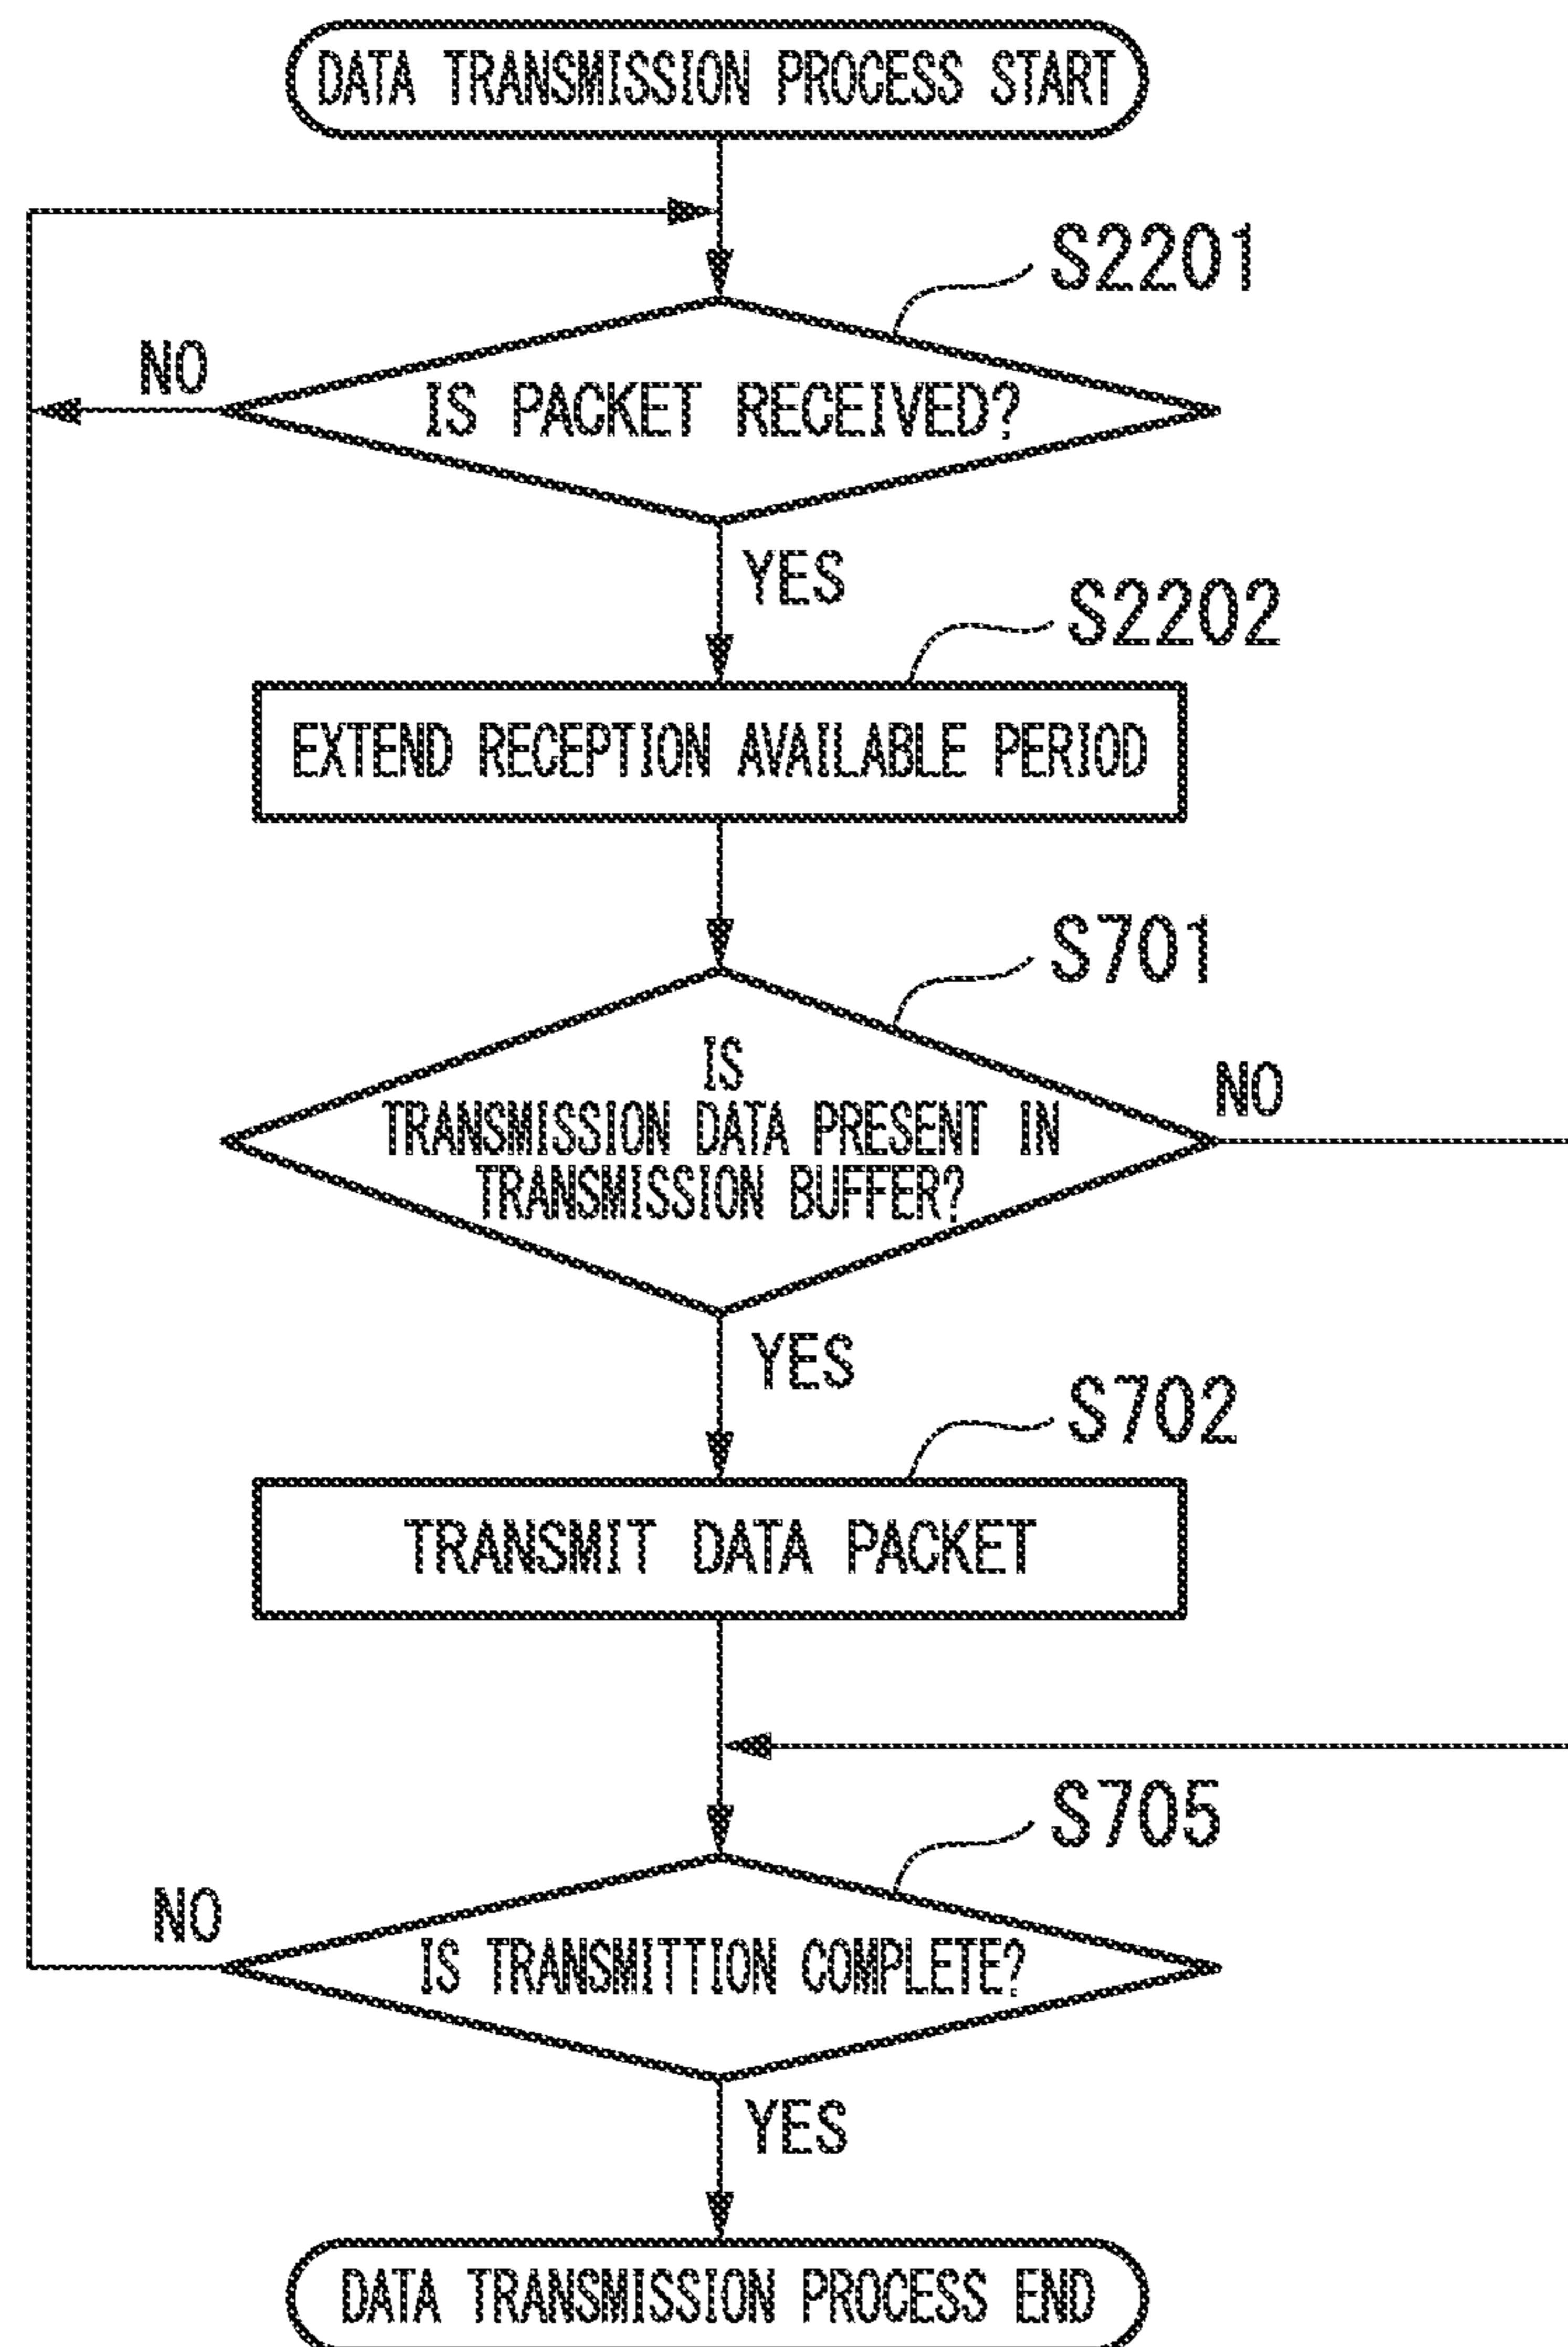 DATA TRANSMISSION PROCESS START
S2201
NO
IS PACKET RECEIVED?
YES
S2202
EXTEND RECEPTION AVAILABLE PERIOD
S701
IS
TRANSMISSION DATA PRESENT IN
TRANSMISSION BUFFER?
NO
YES
S702
TRANSMIT DATA PACKET
S705
NO
IS TRANSMITTION COMPLETE?
YES
DATA TRANSMISSION PROCESS END